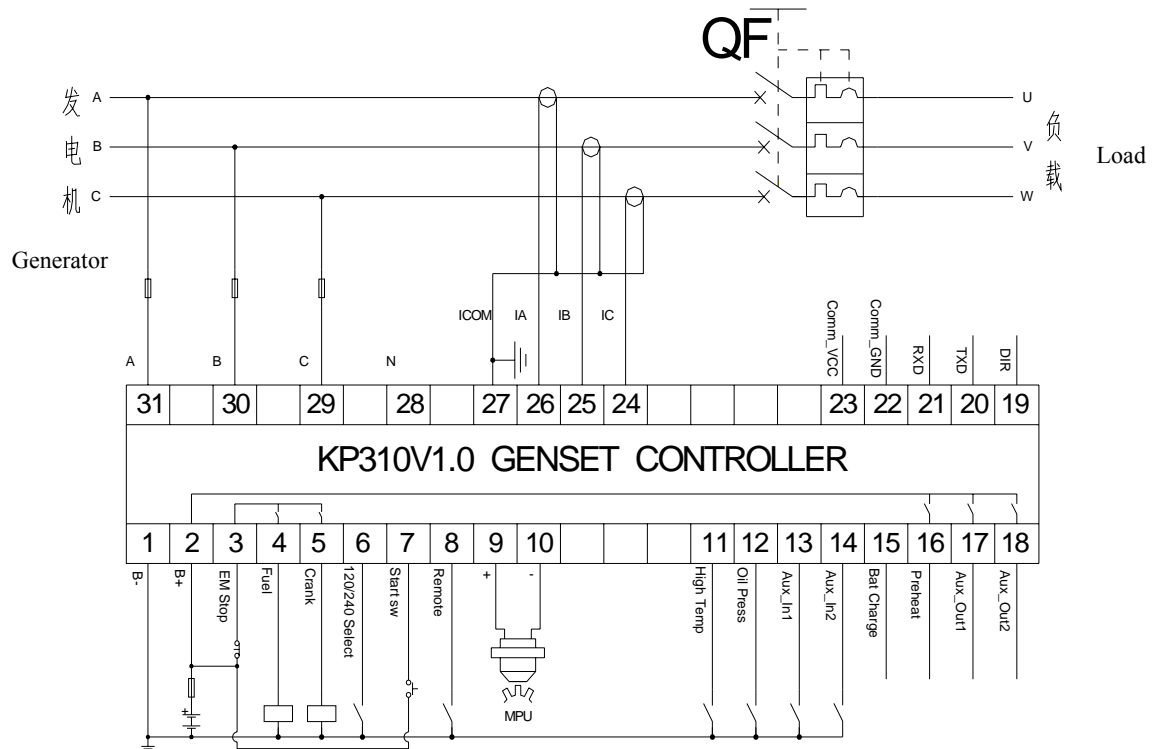 QF
发 A
U
负
电 B
V
载
Load
机 C
W
Generator
ICOM IA IB IC
Comm_VCC
Comm_GND
RXD
TXD
DIR
A B C N
31 30 29 28 27 26 25 24 23 22 21 20 19
KP310V1.0 GENSET CONTROLLER
1 2 3 4 5 6 7 8 9 10 11 12 13 14 15 16 17 18
B-
B+
EM Stop
Fuel
Crank
120/240 Select
Start sw
Remote
+
-
High Temp
Oil Press
Aux_In1
Aux_In2
Bat Charge
Preheat
Aux_Out1
Aux_Out2
+
MPU